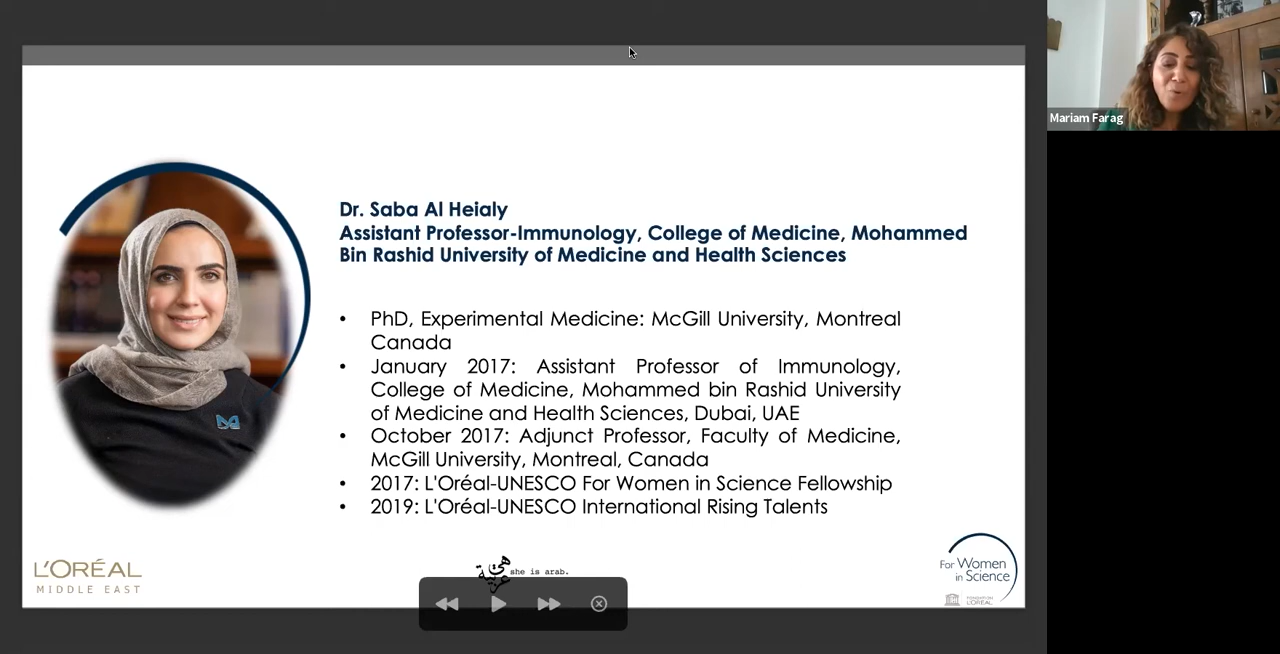 Mariam Farag
Dr. Saba Al Heialy
Assistant Professor-Immunology, College of Medicine, Mohammed
Bin Rashid University of Medicine and Health Sciences
• PhD, Experimental Medicine: McGill University, Montreal
Canada
• January 2017: Assistant Professor of Immunology,
College of Medicine, Mohammed bin Rashid University
of Medicine and Health Sciences, Dubai, UAE
• October 2017: Adjunct Professor, Faculty of Medicine,
McGill University, Montreal, Canada
• 2017: L'Oréal-UNESCO For Women in Science Fellowship
• 2019: L'Oréal-UNESCO International Rising Talents
L'ORÉAL
MIDDLE EAST
هي عربية
she is arab.
For Women
in Science
FONDATION
L'ORÉAL